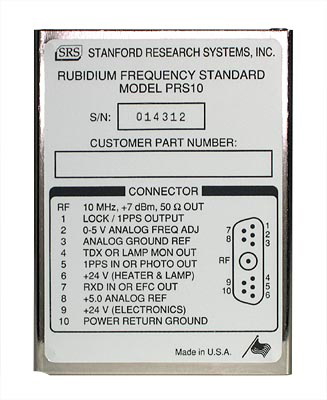 SRS STANFORD RESEARCH SYSTEMS, INC.
RUBIDIUM FREQUENCY STANDARD
MODEL PRS10
S/N: 014312
CUSTOMER PART NUMBER:
CONNECTOR
RF 10 MHz, +7 dBm, 50 Ω OUT
1 LOCK / 1PPS OUTPUT
2 0-5 V ANALOG FREQ ADJ
3 ANALOG GROUND REF
4 TDX OR LAMP MON OUT
5 1PPS IN OR PHOTO OUT
6 +24 V (HEATER & LAMP)
7 RXD IN OR EFC OUT
8 +5.0 ANALOG REF
9 +24 V (ELECTRONICS)
10 POWER RETURN GROUND
7
8
RF
9
10
1
2
3
4
5
6
Made in U.S.A.